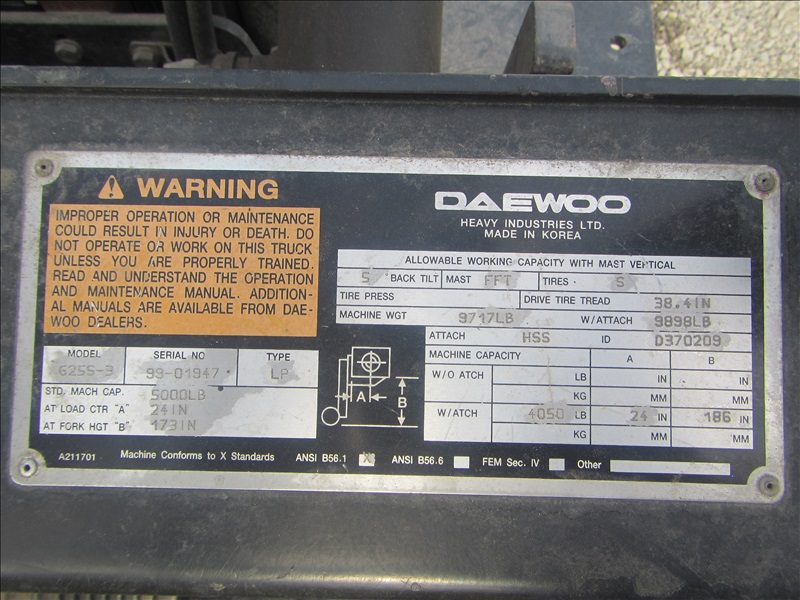 WARNING
IMPROPER OPERATION OR MAINTENANCE
COULD RESULT IN INJURY OR DEATH. DO
NOT OPERATE OR WORK ON THIS TRUCK
UNLESS YOU ARE PROPERLY TRAINED.
READ AND UNDERSTAND THE OPERATION
AND MAINTENANCE MANUAL. ADDITION-
AL MANUALS ARE AVAILABLE FROM DAE-
WOO DEALERS.
DAEWOO
HEAVY INDUSTRIES LTD.
MADE IN KOREA
ALLOWABLE WORKING CAPACITY WITH MAST VERTICAL
5 BACK TILT MAST FFT TIRES S
TIRE PRESS DRIVE TIRE TREAD 38.4IN
MACHINE WGT 9717LB W/ATTACH 9898LB
ATTACH HSS ID D370209
MODEL SERIAL NO TYPE
G25S-3 99-01947 LP
STD. MACH CAP. 5000LB
AT LOAD CTR "A" 24IN
AT FORK HGT "B" 173IN
A B
MACHINE CAPACITY A B
W/O ATCH LB IN IN
KG MM MM
W/ATCH 4050 LB 24 IN 186 IN
KG MM MM
A211701 Machine Conforms to X Standards ANSI B56.1 X ANSI B56.6 FEM Sec. IV Other